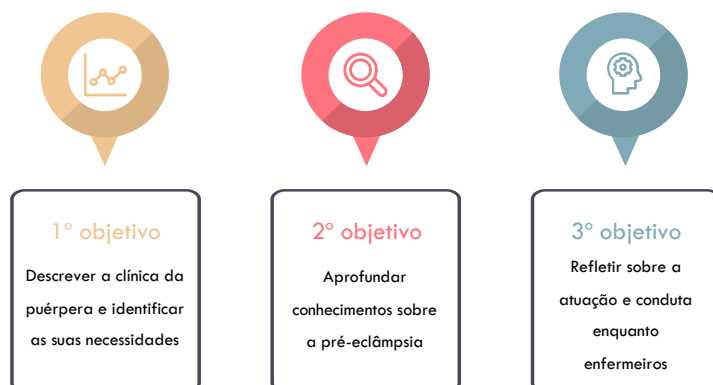 1º objetivo
Descrever a clínica da
puérpera e identificar
as suas necessidades
2º objetivo
Aprofundar
conhecimentos sobre
a pré-eclâmpsia
3º objetivo
Refletir sobre a
atuação e conduta
enquanto
enfermeiros